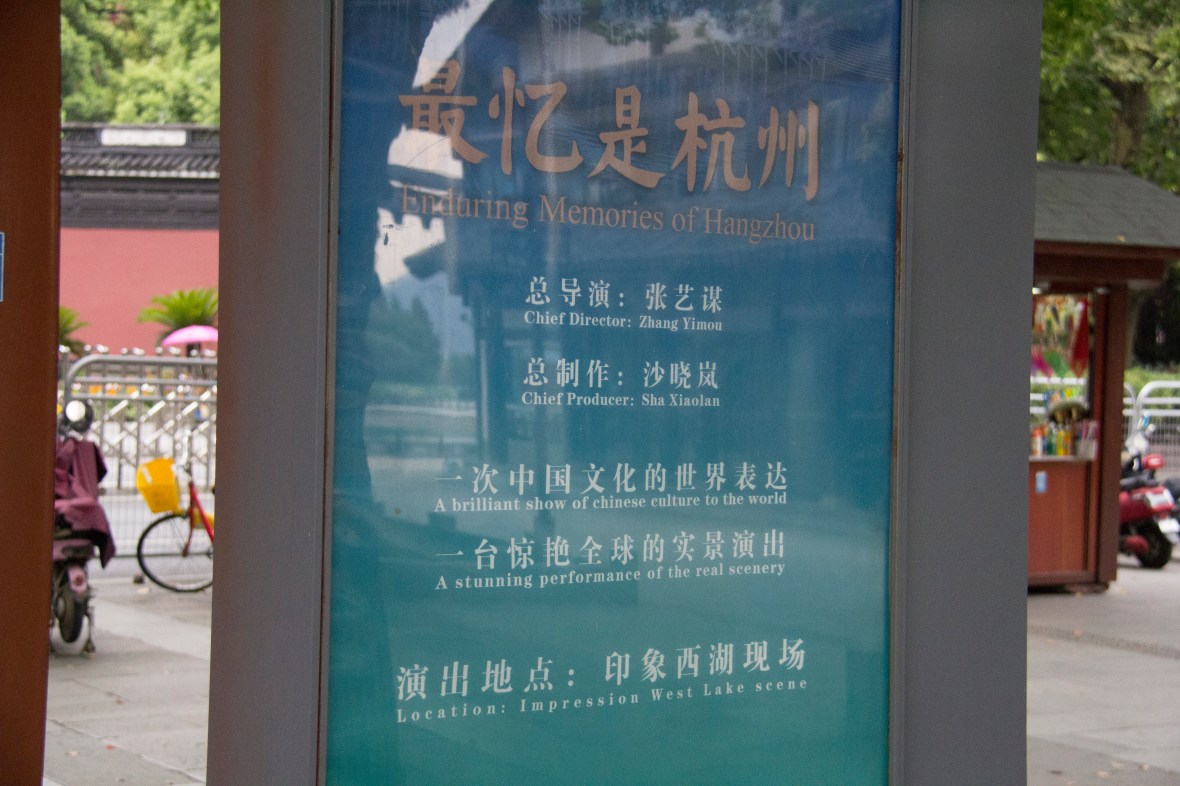 最忆是杭州
Enduring Memories of Hangzhou
总导演：张艺谋
Chief Director: Zhang Yimou
总制作：沙晓岚
Chief Producer: Sha Xiaolan
一次中国文化的世界表达
A brilliant show of chinese culture to the world
一台惊艳全球的实景演出
A stunning performance of the real scenery
演出地点：印象西湖现场
Location: Impression West Lake scene